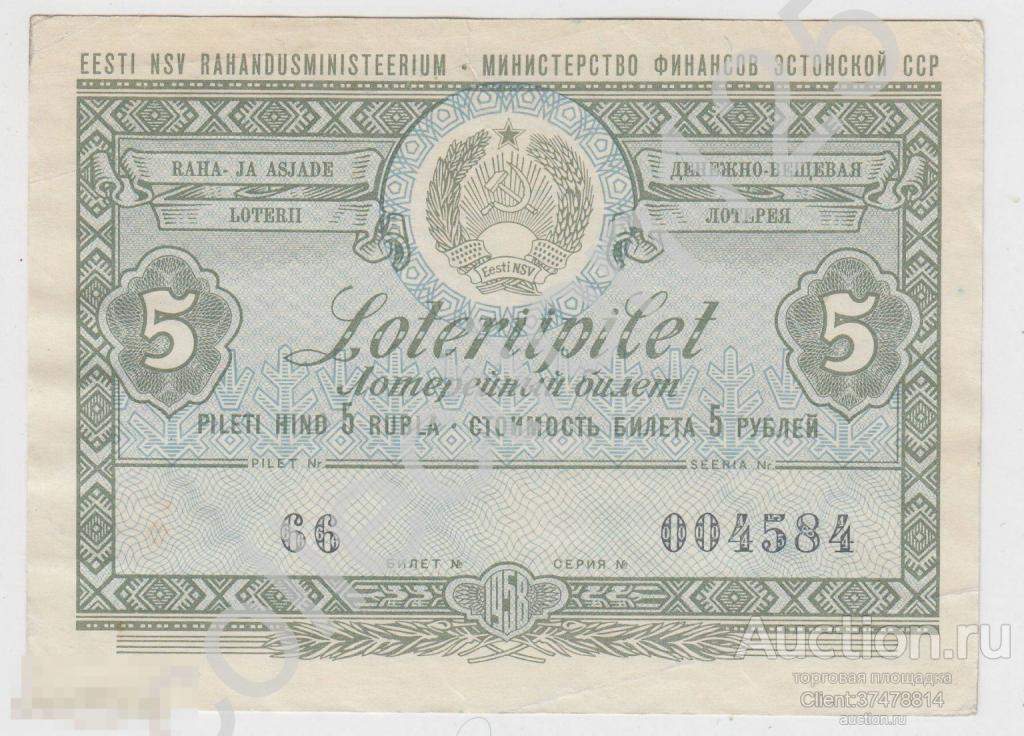 EESTI NSV RAHANDUSMINISTEERIUM · МИНИСТЕРСТВО ФИНАНСОВ ЭСТОНСКОЙ ССР
RAHA- JA ASJADE
LOTERII
ДЕНЕЖНО-ВЕЩЕВАЯ
ЛОТЕРЕЯ
Eesti NSV
5
5
Loteriipilet
Лотерейный билет
PILETI HIND 5 RUBLA · СТОИМОСТЬ БИЛЕТА 5 РУБЛЕЙ
PILET Nr. SEERIA Nr.
66 004584
БИЛЕТ № СЕРИЯ №
1958
Auction.ru
торговая площадка
Client:37478814
auction.ru